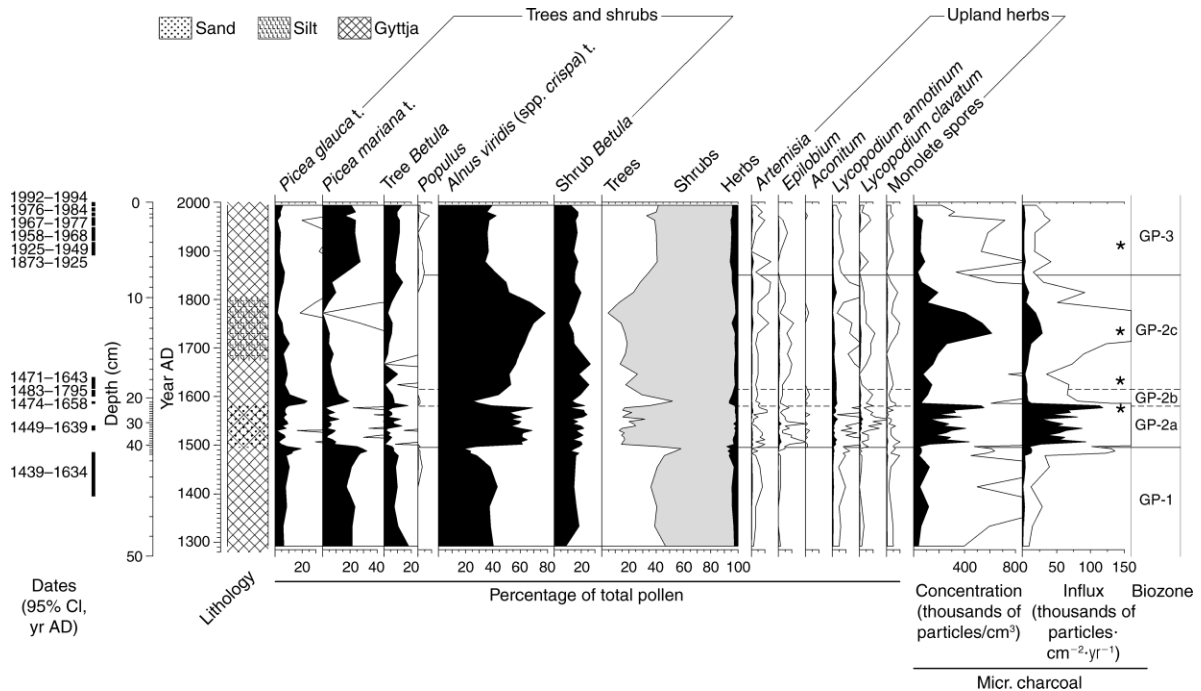 Trees and shrubs
Upland herbs
Sand
Silt
Gyttja
Picea glauca t.
Picea mariana t.
Tree Betula
Populus
Alnus viridis (spp. crispa) t.
Shrub Betula
Trees
Shrubs
Herbs
Artemisia
Epilobium
Aconitum
Lycopodium annotinum
Lycopodium clavatum
Monolete spores
1992–1994
1976–1984
1967–1977
1958–1968
1925–1949
1873–1925
1471–1643
1483–1795
1474–1658
1449–1639
1439–1634
Dates
(95% CI,
yr AD)
0
10
20
30
40
50
Depth (cm)
2000
1900
1800
1700
1600
1500
1400
1300
Year AD
Lithology
20
20 40
20
20 40 60 80
20
20 40 60 80 100
20
20
20
20
20
400 800
50 100 150
Percentage of total pollen
Concentration
(thousands of
particles/cm³)
Influx
(thousands of
particles·
cm⁻²·yr⁻¹)
Micr. charcoal
Biozone
GP-3
*
GP-2c
*
*
GP-2b
*
GP-2a
GP-1